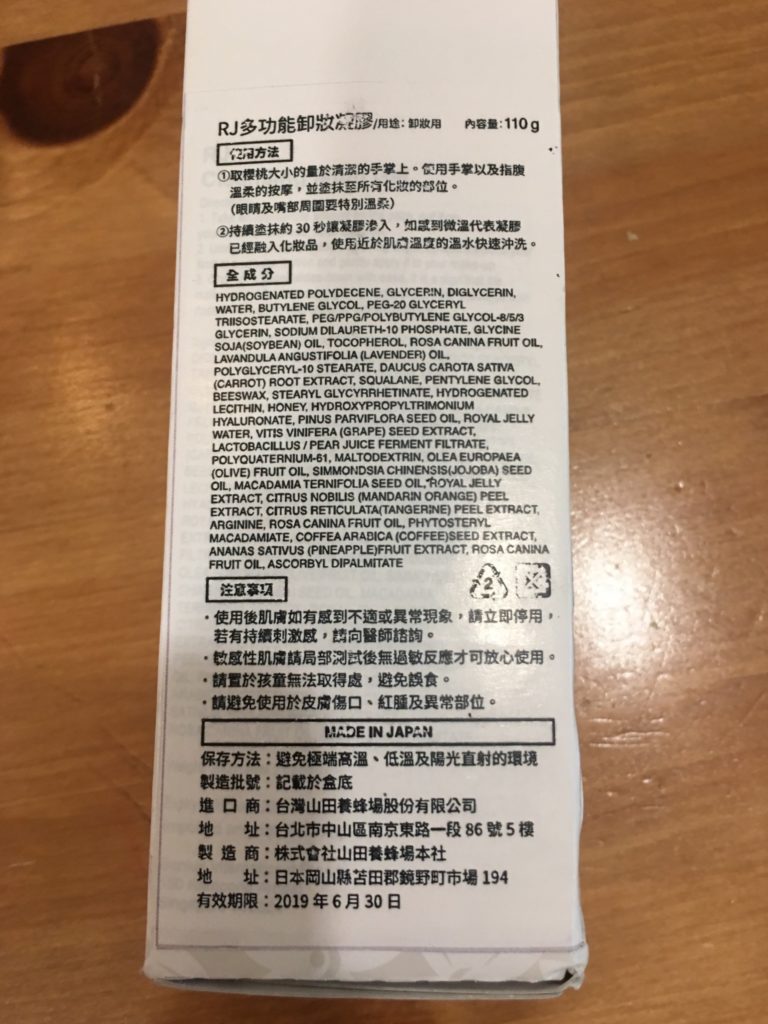 RJ多功能卸妝凝膠/用途：卸妝用 內容量：110g
使用方法
①取櫻桃大小的量於清潔的手掌上。使用手掌以及指腹
溫柔的按摩，並塗抹至所有化妝的部位。
（眼睛及嘴部周圍要特別溫柔）
②持續塗抹約 30 秒讓凝膠滲入，如感到微溫代表凝膠
已經融入化妝品，使用近於肌膚溫度的溫水快速沖洗。
全成分
HYDROGENATED POLYDECENE, GLYCERIN, DIGLYCERIN,
WATER, BUTYLENE GLYCOL, PEG-20 GLYCERYL
TRIISOSTEARATE, PEG/PPG/POLYBUTYLENE GLYCOL-8/5/3
GLYCERIN, SODIUM DILAURETH-10 PHOSPHATE, GLYCINE
SOJA(SOYBEAN) OIL, TOCOPHEROL, ROSA CANINA FRUIT OIL,
LAVANDULA ANGUSTIFOLIA (LAVENDER) OIL,
POLYGLYCERYL-10 STEARATE, DAUCUS CAROTA SATIVA
(CARROT) ROOT EXTRACT, SQUALANE, PENTYLENE GLYCOL,
BEESWAX, STEARYL GLYCYRRHETINATE, HYDROGENATED
LECITHIN, HONEY, HYDROXYPROPYLTRIMONIUM
HYALURONATE, PINUS PARVIFLORA SEED OIL, ROYAL JELLY
WATER, VITIS VINIFERA (GRAPE) SEED EXTRACT,
LACTOBACILLUS / PEAR JUICE FERMENT FILTRATE,
POLYQUATERNIUM-61, MALTODEXTRIN, OLEA EUROPAEA
(OLIVE) FRUIT OIL, SIMMONDSIA CHINENSIS(JOJOBA) SEED
OIL, MACADAMIA TERNIFOLIA SEED OIL, ROYAL JELLY
EXTRACT, CITRUS NOBILIS (MANDARIN ORANGE) PEEL
EXTRACT, CITRUS RETICULATA(TANGERINE) PEEL EXTRACT,
ARGININE, ROSA CANINA FRUIT OIL, PHYTOSTERYL
MACADAMIATE, COFFEA ARABICA (COFFEE)SEED EXTRACT,
ANANAS SATIVUS (PINEAPPLE)FRUIT EXTRACT, ROSA CANINA
FRUIT OIL, ASCORBYL DIPALMITATE
2
注意事項
・使用後肌膚如有感到不適或異常現象，請立即停用，
若有持續刺激感，請向醫師諮詢。
・敏感性肌膚請局部測試後無過敏反應才可放心使用。
・請置於孩童無法取得處，避免誤食。
・請避免使用於皮膚傷口、紅腫及異常部位。
MADE IN JAPAN
保存方法：避免極端高溫、低溫及陽光直射的環境
製造批號：記載於盒底
進口商：台灣山田養蜂場股份有限公司
地址：台北市中山區南京東路一段 86 號 5 樓
製造商：株式會社山田養蜂場本社
地址：日本岡山縣苫田郡鏡野町市場 194
有效期限：2019 年 6 月 30 日